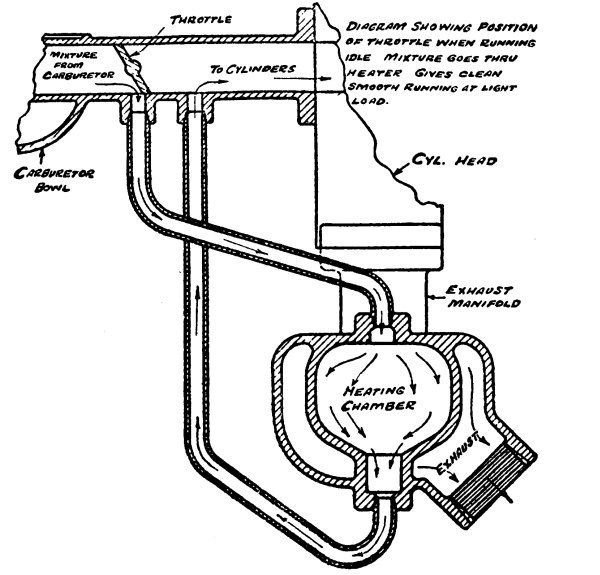 THROTTLE
MIXTURE
FROM
CARBURETOR
TO CYLINDERS
DIAGRAM SHOWING POSITION
OF THROTTLE WHEN RUNNING
IDLE MIXTURE GOES THRU
HEATER GIVES CLEAN
SMOOTH RUNNING AT LIGHT
LOAD.
CARBURETOR
BOWL
CYL. HEAD
EXHAUST
MANIFOLD
HEATING
CHAMBER
EXHAUST